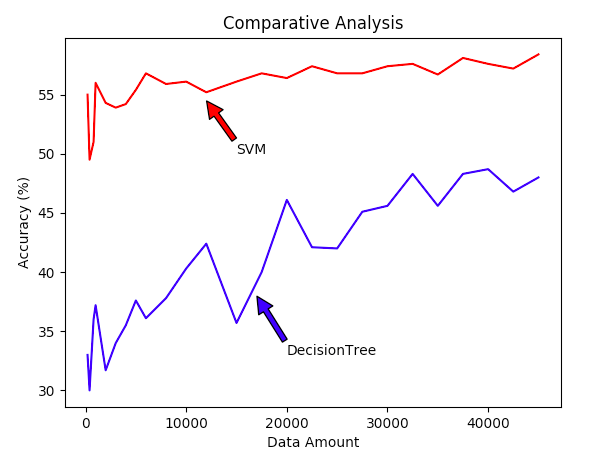 Comparative Analysis
Accuracy (%)
55
50
45
40
35
30
SVM
DecisionTree
0 10000 20000 30000 40000
Data Amount